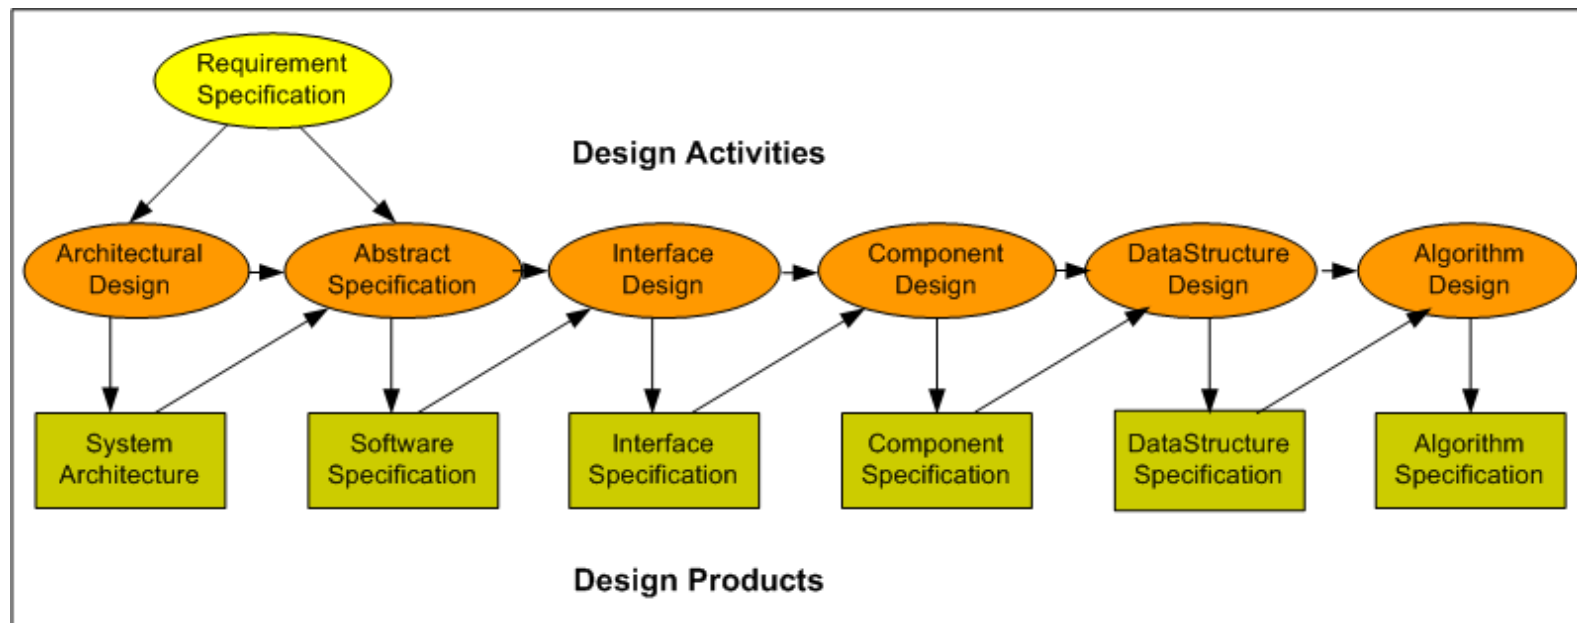 Requirement
Specification
Design Activities
Architectural
Design
Abstract
Specification
Interface
Design
Component
Design
DataStructure
Design
Algorithm
Design
System
Architecture
Software
Specification
Interface
Specification
Component
Specification
DataStructure
Specification
Algorithm
Specification
Design Products